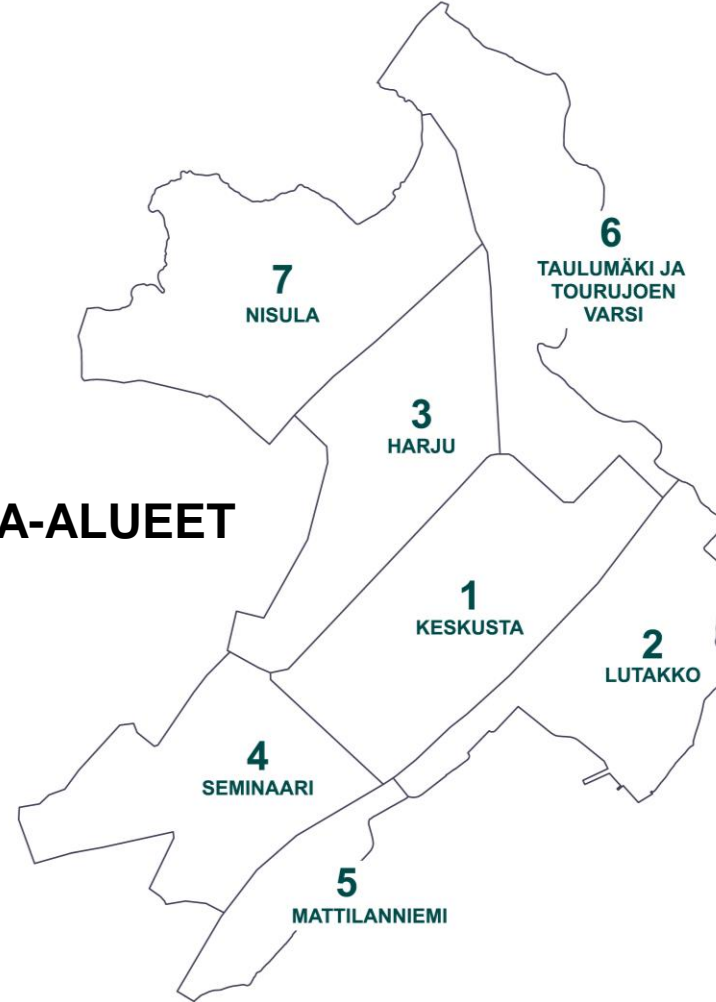 6
TAULUMÄKI JA
TOURUJOEN
VARSI
7
NISULA
3
HARJU
A-ALUEET
1
KESKUSTA
2
LUTAKKO
4
SEMINAARI
5
MATTILANNIEMI